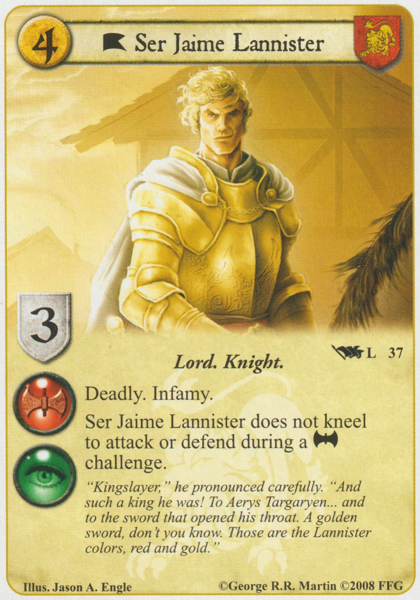 4
Ser Jaime Lannister
3
Lord. Knight.
L 37
Deadly. Infamy.
Ser Jaime Lannister does not kneel
to attack or defend during a
challenge.
“Kingslayer,” he pronounced carefully. “And
such a king he was! To Aerys Targaryen... and
to the sword that opened his throat. A golden
sword, don't you know. Those are the Lannister
colors, red and gold.”
Illus. Jason A. Engle
©George R.R. Martin ©2008 FFG